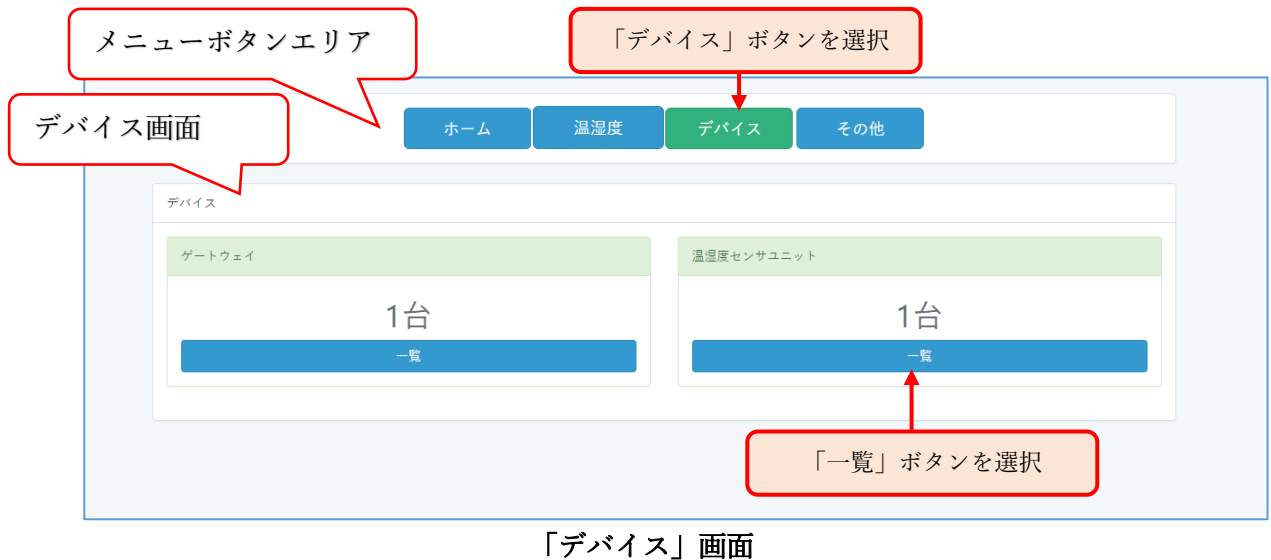 メニューボタンエリア
「デバイス」ボタンを選択
デバイス画面
ホーム
温湿度
デバイス
その他
デバイス
ゲートウェイ
1台
一覧
温湿度センサユニット
1台
一覧
「一覧」ボタンを選択
「デバイス」画面